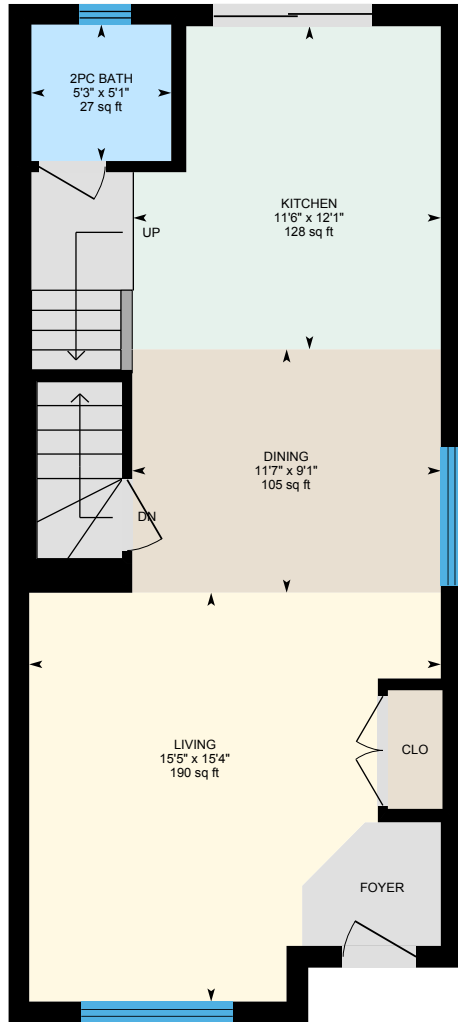 2PC BATH
5'3" x 5'1"
27 sq ft
KITCHEN
11'6" x 12'1"
128 sq ft
UP
DINING
11'7" x 9'1"
105 sq ft
DN
LIVING
15'5" x 15'4"
190 sq ft
CLO
FOYER